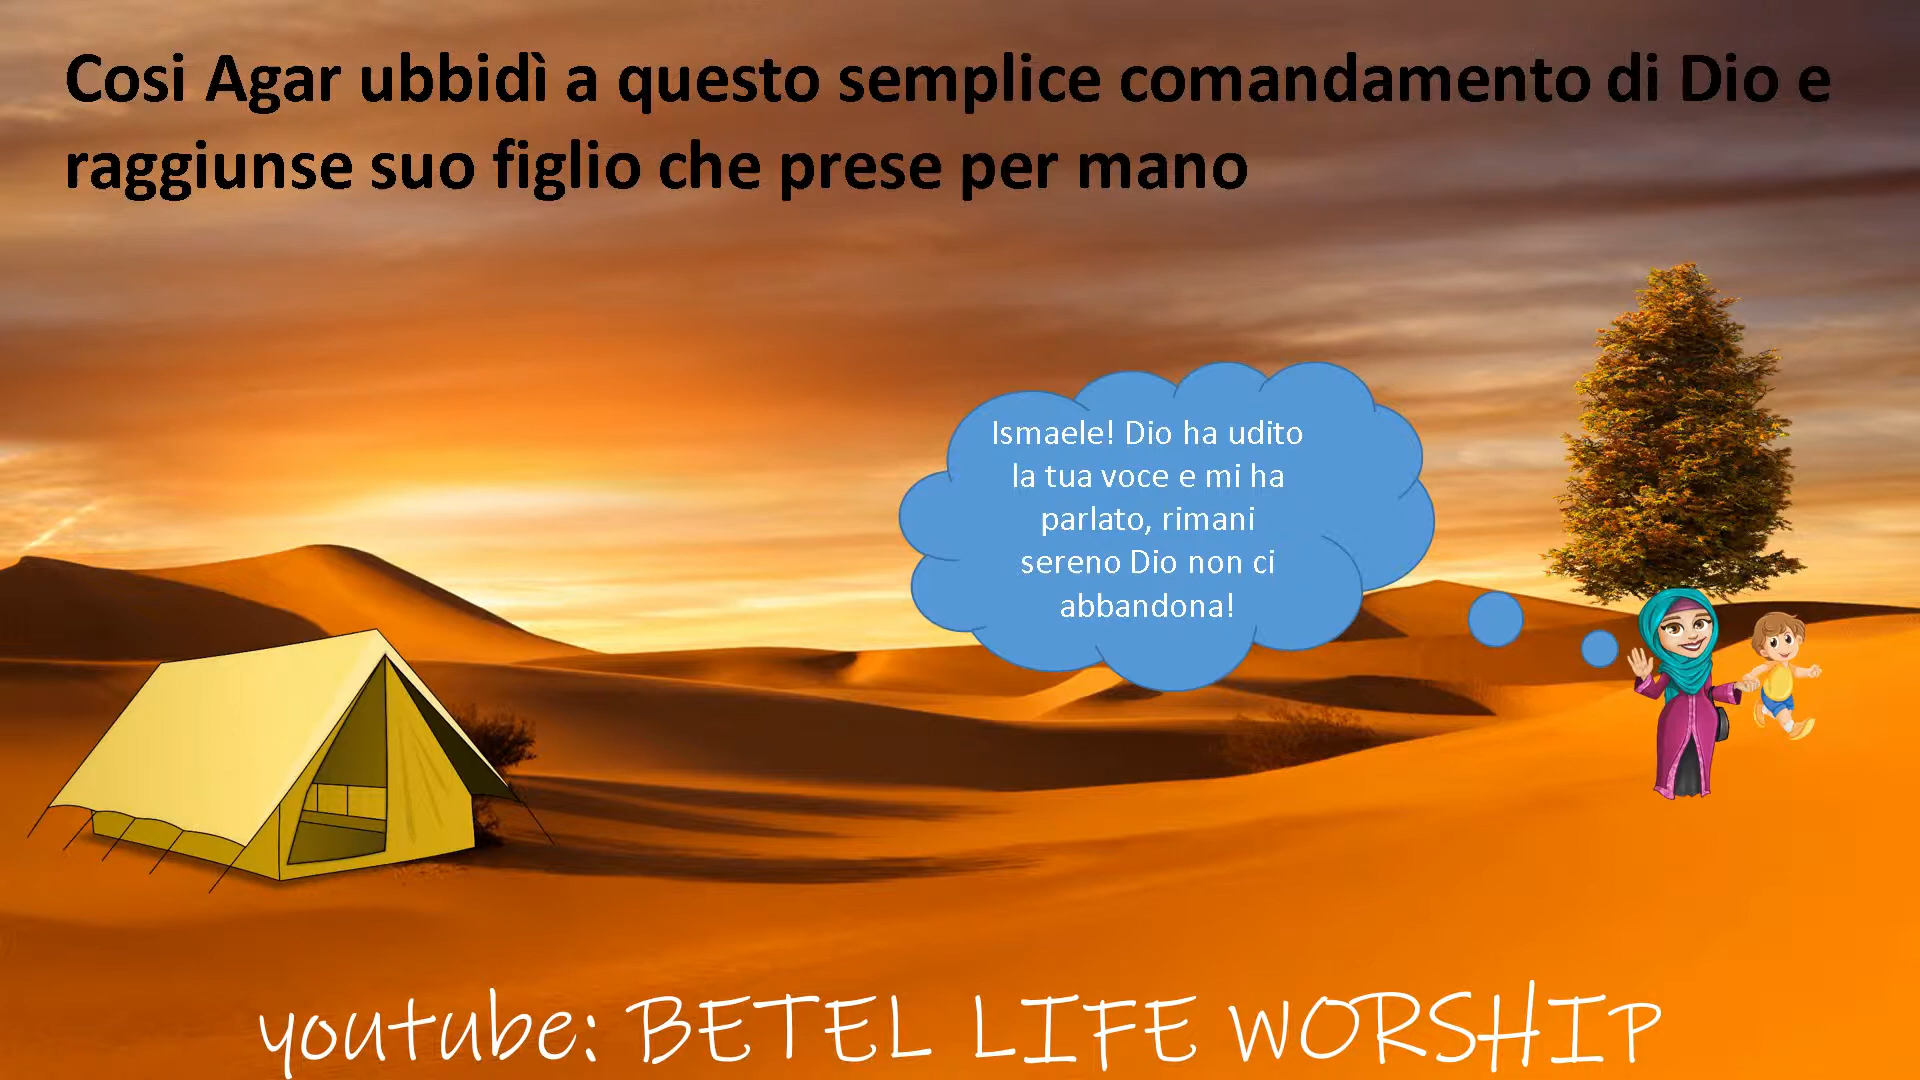 Cosi Agar ubbidì a questo semplice comandamento di Dio e
raggiunse suo figlio che prese per mano
Ismaele! Dio ha udito
la tua voce e mi ha
parlato, rimani
sereno Dio non ci
abbandona!
youtube: BETEL LIFE WORSHIP